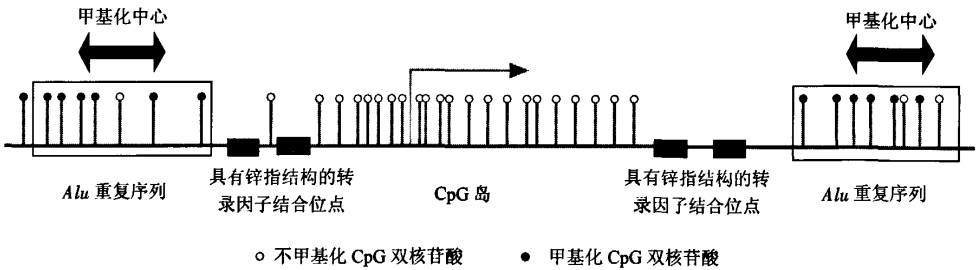 甲基化中心
甲基化中心
Alu 重复序列
具有锌指结构的转
录因子结合位点
CpG 岛
具有锌指结构的转
录因了结合位点
Alu 重复序列
不甲基化 CpG 双核苷酸
甲基化 CpG 双核苷酸